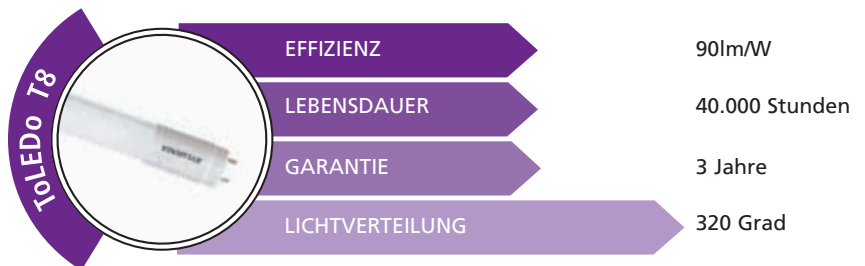 ToLEDo T8
EFFIZIENZ 90lm/W
LEBENSDAUER 40.000 Stunden
GARANTIE 3 Jahre
LICHTVERTEILUNG 320 Grad